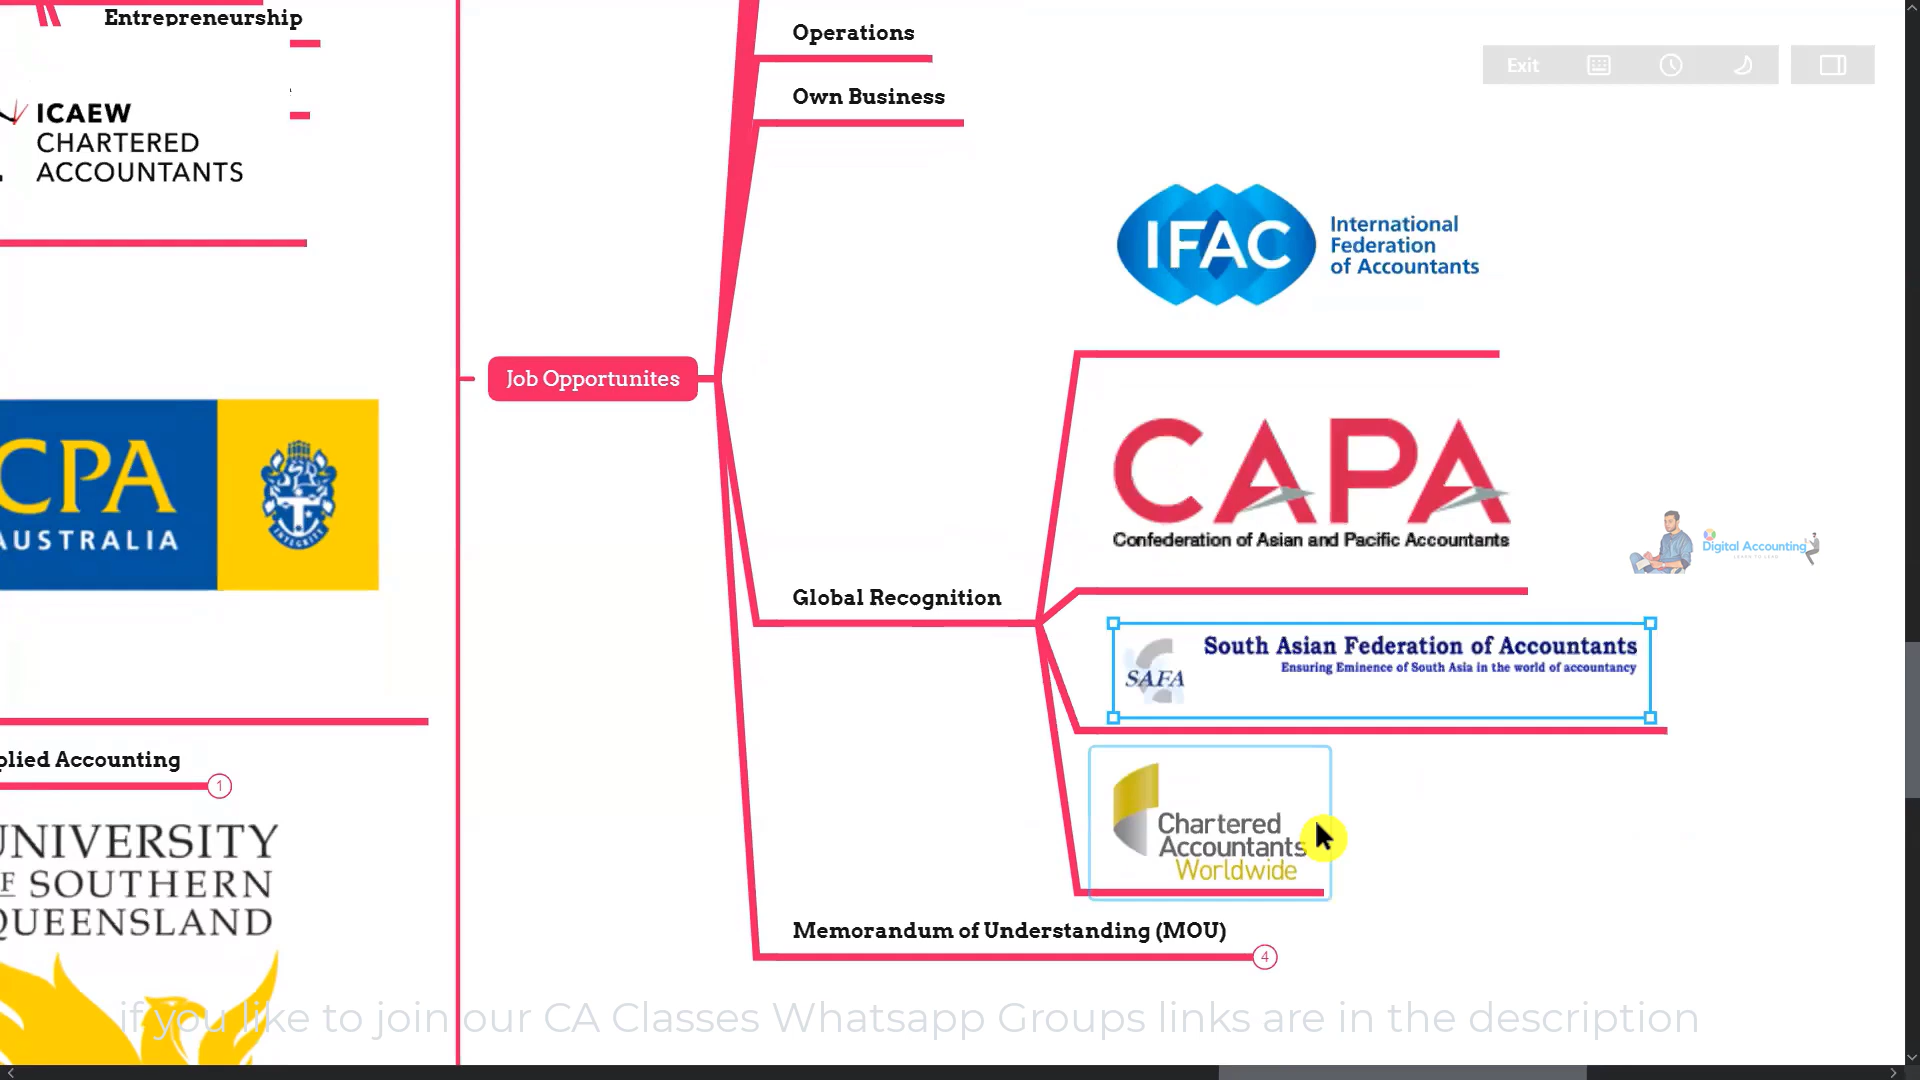 Entrepreneurship
ICAEW
CHARTERED
ACCOUNTANTS
CPA
AUSTRALIA
INTEGRITY
plied Accounting
1
UNIVERSITY
OF SOUTHERN
QUEENSLAND
Job Opportunites
Operations
Own Business
Global Recognition
IFAC
International
Federation
of Accountants
CAPA
Confederation of Asian and Pacific Accountants
SAFA
South Asian Federation of Accountants
Ensuring Eminence of South Asia in the world of accountancy
Chartered
Accountants
Worldwide
Memorandum of Understanding (MOU)
4
Exit
Digital Accounting
if you like to join our CA Classes Whatsapp Groups links are in the description